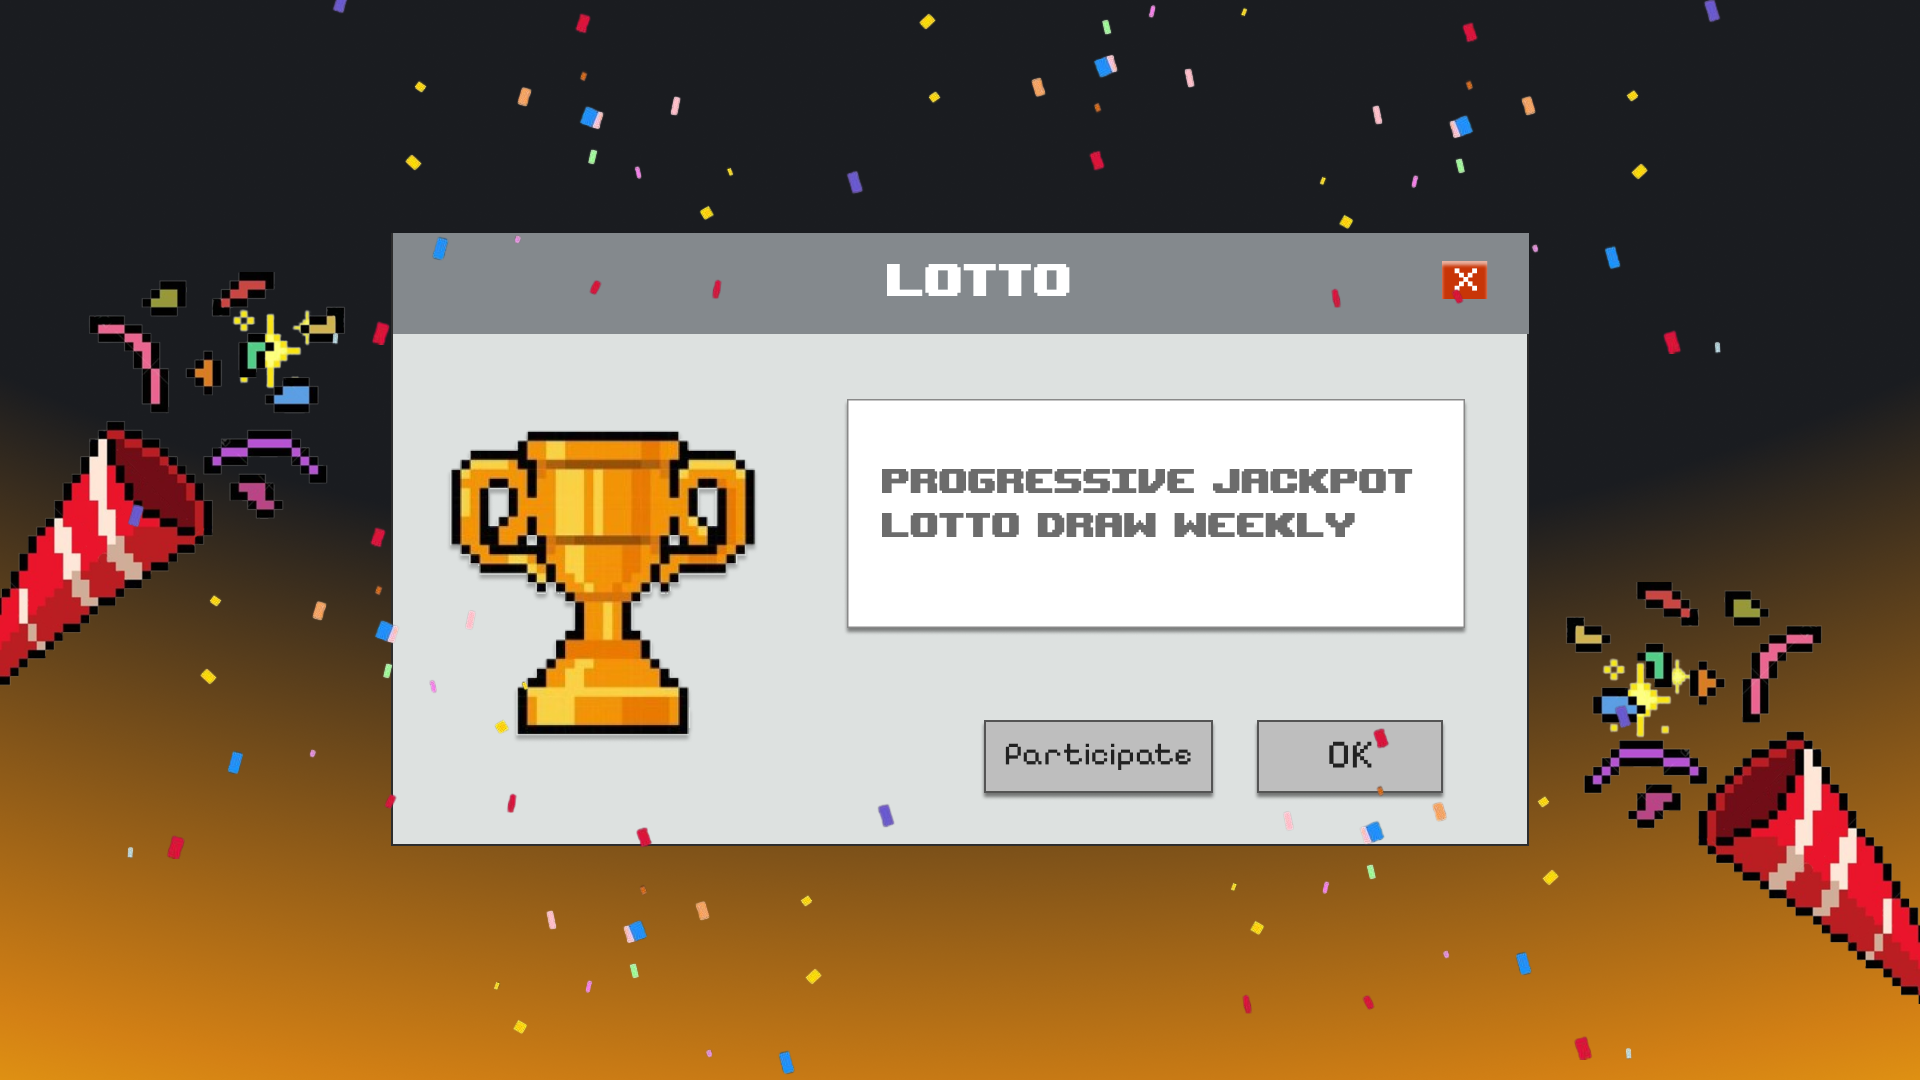 LOTTO
PROGRESSIVE JACKPOT
LOTTO DRAW WEEKLY
Participate
OK